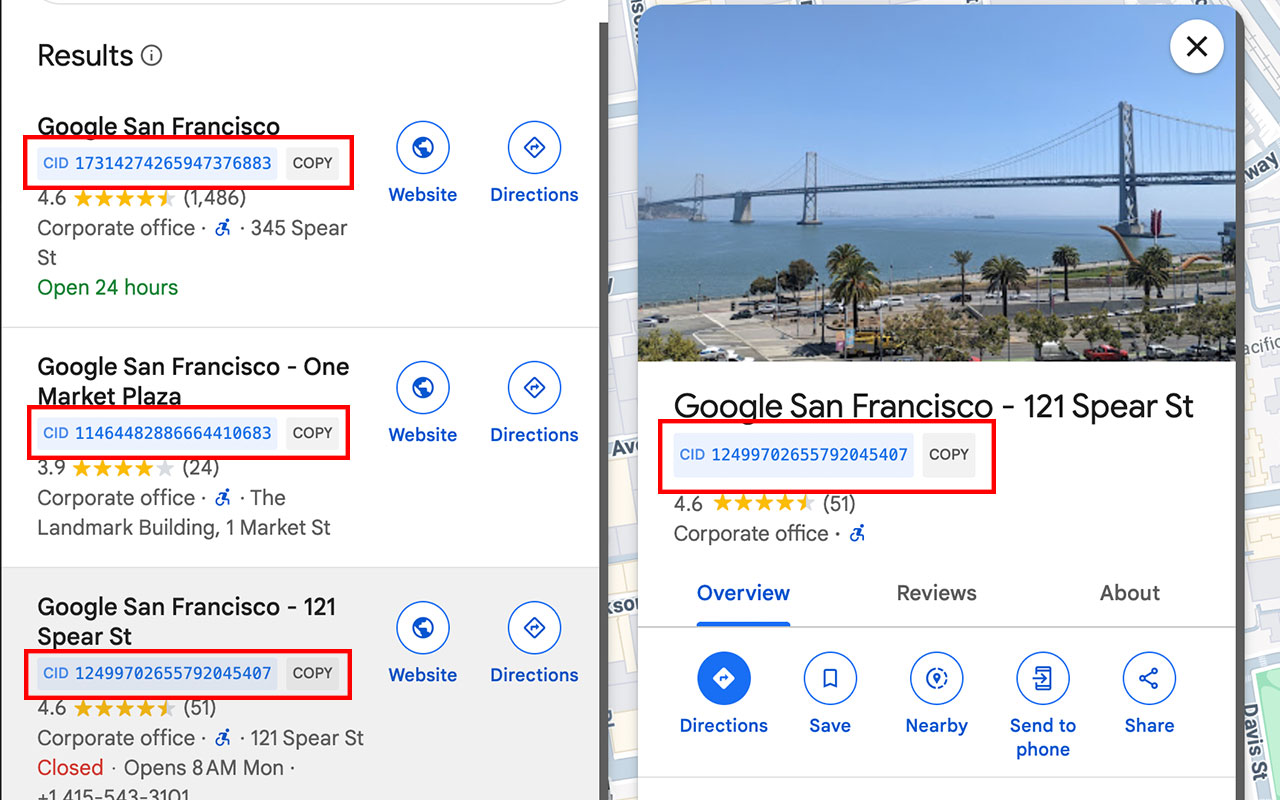 Results
Google San Francisco
CID 17314274265947376883 COPY
4.6 (1,486)
Corporate office · · 345 Spear
St
Open 24 hours
Website
Directions
Google San Francisco - One
Market Plaza
CID 11464482886664410683 COPY
3.9 (24)
Corporate office · · The
Landmark Building, 1 Market St
Website
Directions
Google San Francisco - 121
Spear St
CID 12499702655792045407 COPY
4.6 (51)
Corporate office · · 121 Spear St
Closed · Opens 8 AM Mon ·
+1 415-543-3101
Website
Directions
Google San Francisco - 121 Spear St
CID 12499702655792045407 COPY
4.6 (51)
Corporate office ·
Overview
Reviews
About
Directions
Save
Nearby
Send to
phone
Share
way
acific
Av
kso
Davis St